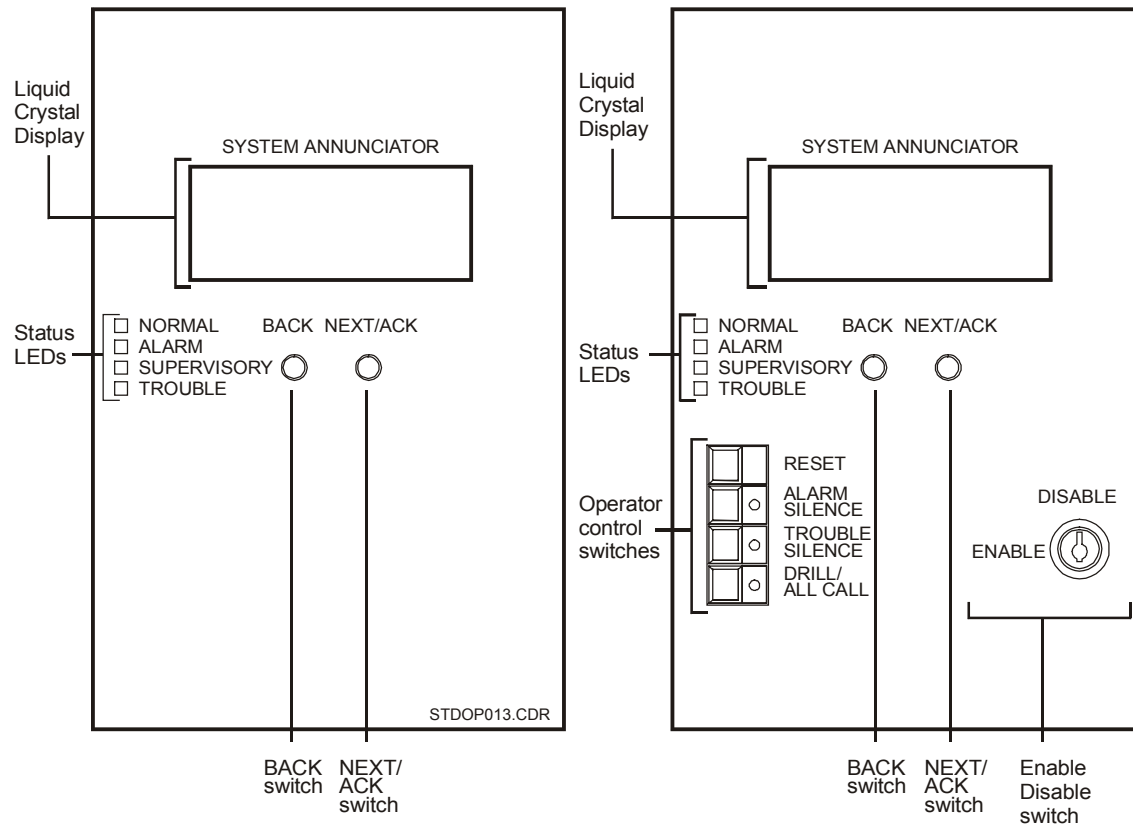 Liquid
Crystal
Display
SYSTEM ANNUNCIATOR
Status
LEDs
NORMAL
ALARM
SUPERVISORY
TROUBLE
BACK NEXT/ACK
STDOP013.CDR
BACK
switch
NEXT/
ACK
switch
Liquid
Crystal
Display
SYSTEM ANNUNCIATOR
Status
LEDs
NORMAL
ALARM
SUPERVISORY
TROUBLE
BACK NEXT/ACK
Operator
control
switches
RESET
ALARM
SILENCE
TROUBLE
SILENCE
DRILL/
ALL CALL
DISABLE
ENABLE
BACK
switch
NEXT/
ACK
switch
Enable
Disable
switch